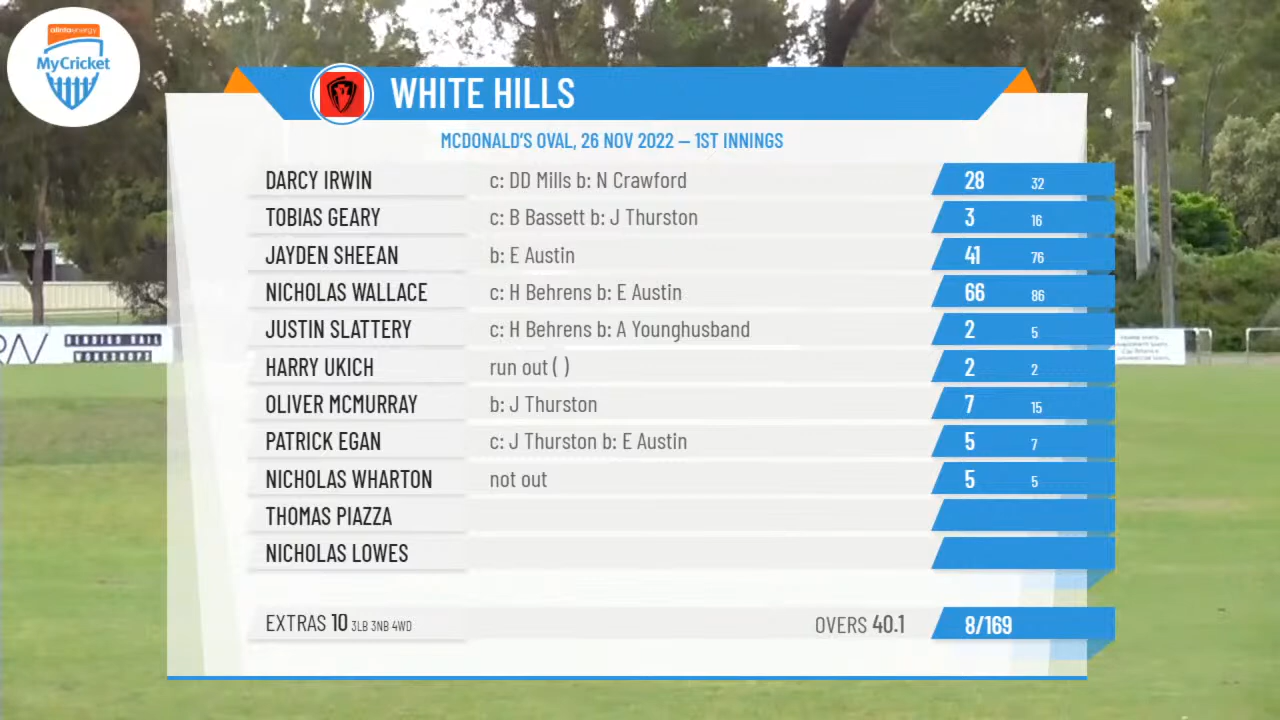 alintaenergy
MyCricket
WHITE HILLS
MCDONALD'S OVAL, 26 NOV 2022 – 1ST INNINGS
DARCY IRWIN c: DD Mills b: N Crawford 28 32
TOBIAS GEARY c: B Bassett b: J Thurston 3 16
JAYDEN SHEEAN b: E Austin 41 76
NICHOLAS WALLACE c: H Behrens b: E Austin 66 86
JUSTIN SLATTERY c: H Behrens b: A Younghusband 2 5
HARRY UKICH run out ( ) 2 2
OLIVER MCMURRAY b: J Thurston 7 15
PATRICK EGAN c: J Thurston b: E Austin 5 7
NICHOLAS WHARTON not out 5 5
THOMAS PIAZZA
NICHOLAS LOWES
EXTRAS 10 3LB 3NB 4WD OVERS 40.1 8/169
BENDIGO RAIL
WORKSHOPS